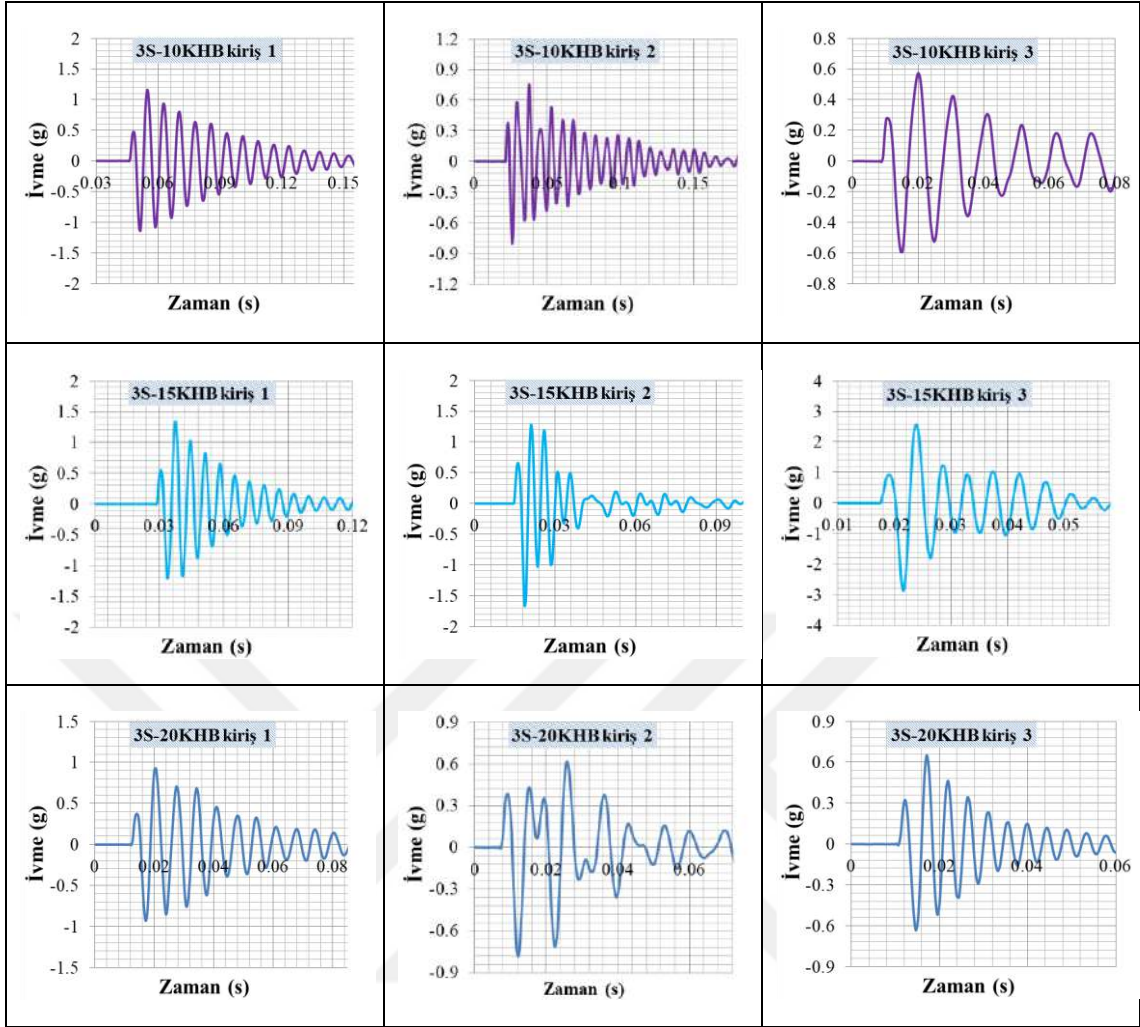 3S-10KHB kiriş 1
İvme (g)
2
1.5
1
0.5
0
-0.5
-1
-1.5
-2
0.03 0.06 0.09 0.12 0.15
Zaman (s)
3S-10KHB kiriş 2
İvme (g)
1.2
0.9
0.6
0.3
0
-0.3
-0.6
-0.9
-1.2
0 0.05 0.1 0.15
Zaman (s)
3S-10KHB kiriş 3
İvme (g)
0.8
0.6
0.4
0.2
0
-0.2
-0.4
-0.6
-0.8
0 0.02 0.04 0.06 0.08
Zaman (s)
3S-15KHB kiriş 1
İvme (g)
2
1.5
1
0.5
0
-0.5
-1
-1.5
-2
0 0.03 0.06 0.09 0.12
Zaman (s)
3S-15KHB kiriş 2
İvme (g)
2
1.5
1
0.5
0
-0.5
-1
-1.5
-2
0 0.03 0.06 0.09
Zaman (s)
3S-15KHB kiriş 3
İvme (g)
4
3
2
1
0
-1
-2
-3
-4
0.01 0.02 0.03 0.04 0.05
Zaman (s)
3S-20KHB kiriş 1
İvme (g)
1.5
1
0.5
0
-0.5
-1
-1.5
0 0.02 0.04 0.06 0.08
Zaman (s)
3S-20KHB kiriş 2
İvme (g)
0.9
0.6
0.3
0
-0.3
-0.6
-0.9
0 0.02 0.04 0.06
Zaman (s)
3S-20KHB kiriş 3
İvme (g)
0.9
0.6
0.3
0
-0.3
-0.6
-0.9
0 0.02 0.04 0.06
Zaman (s)